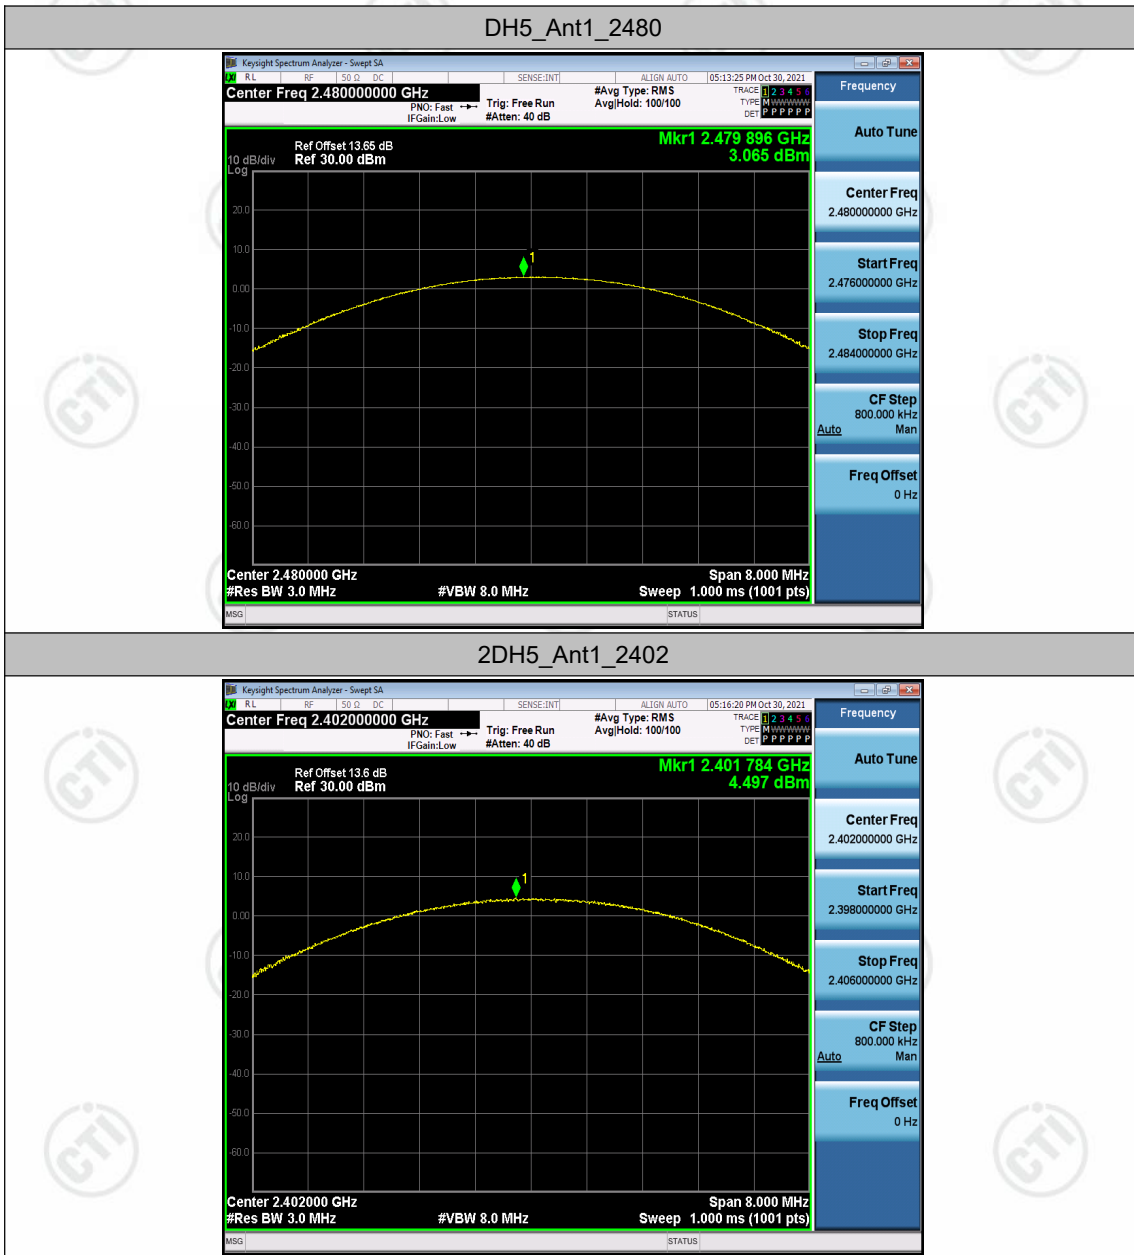 DH5_Ant1_2480
Keysight Spectrum Analyzer - Swept SA
LXI RL RF 50 Ω DC SENSE:INT ALIGN AUTO 05:13:25 PM Oct 30, 2021
Center Freq 2.480000000 GHz
PNO: Fast
IFGain:Low
Trig: Free Run
#Atten: 40 dB
#Avg Type: RMS
Avg|Hold: 100/100
TRACE 1 2 3 4 5 6
TYPE M WWWWW
DET P P P P P P
Frequency
Mkr1 2.479 896 GHz
3.065 dBm
Ref Offset 13.65 dB
10 dB/div Ref 30.00 dBm
Log
20.0
10.0
0.00
-10.0
-20.0
-30.0
-40.0
-50.0
-60.0
1
Center 2.480000 GHz Span 8.000 MHz
#Res BW 3.0 MHz #VBW 8.0 MHz Sweep 1.000 ms (1001 pts)
MSG STATUS
Auto Tune
Center Freq
2.480000000 GHz
Start Freq
2.476000000 GHz
Stop Freq
2.484000000 GHz
CF Step
800.000 kHz
Auto Man
Freq Offset
0 Hz
2DH5_Ant1_2402
Keysight Spectrum Analyzer - Swept SA
LXI RL RF 50 Ω DC SENSE:INT ALIGN AUTO 05:16:20 PM Oct 30, 2021
Center Freq 2.402000000 GHz
PNO: Fast
IFGain:Low
Trig: Free Run
#Atten: 40 dB
#Avg Type: RMS
Avg|Hold: 100/100
TRACE 1 2 3 4 5 6
TYPE M WWWWW
DET P P P P P P
Frequency
Mkr1 2.401 784 GHz
4.497 dBm
Ref Offset 13.6 dB
10 dB/div Ref 30.00 dBm
Log
20.0
10.0
0.00
-10.0
-20.0
-30.0
-40.0
-50.0
-60.0
1
Center 2.402000 GHz Span 8.000 MHz
#Res BW 3.0 MHz #VBW 8.0 MHz Sweep 1.000 ms (1001 pts)
MSG STATUS
Auto Tune
Center Freq
2.402000000 GHz
Start Freq
2.398000000 GHz
Stop Freq
2.406000000 GHz
CF Step
800.000 kHz
Auto Man
Freq Offset
0 Hz
CTI
CTI
CTI
CTI
CTI
CTI